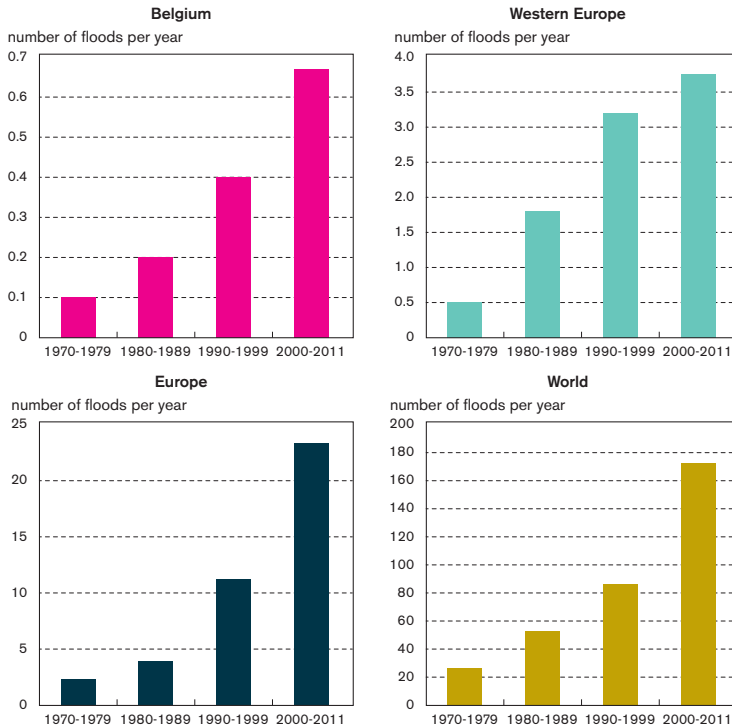 Belgium
number of floods per year
0.7
0.6
0.5
0.4
0.3
0.2
0.1
0
1970-1979 1980-1989 1990-1999 2000-2011
Western Europe
number of floods per year
4.0
3.5
3.0
2.5
2.0
1.5
1.0
0.5
0
1970-1979 1980-1989 1990-1999 2000-2011
Europe
number of floods per year
25
20
15
10
5
0
1970-1979 1980-1989 1990-1999 2000-2011
World
number of floods per year
200
180
160
140
120
100
80
60
40
20
0
1970-1979 1980-1989 1990-1999 2000-2011